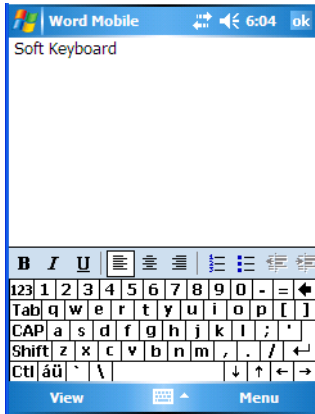 Word Mobile 6:04 ok
Soft Keyboard
B I U
123 1 2 3 4 5 6 7 8 9 0 - =
Tab q w e r t y u i o p [ ]
CAP a s d f g h j k l ; '
Shift z x c v b n m , . /
Ctl áü ` \
View Menu